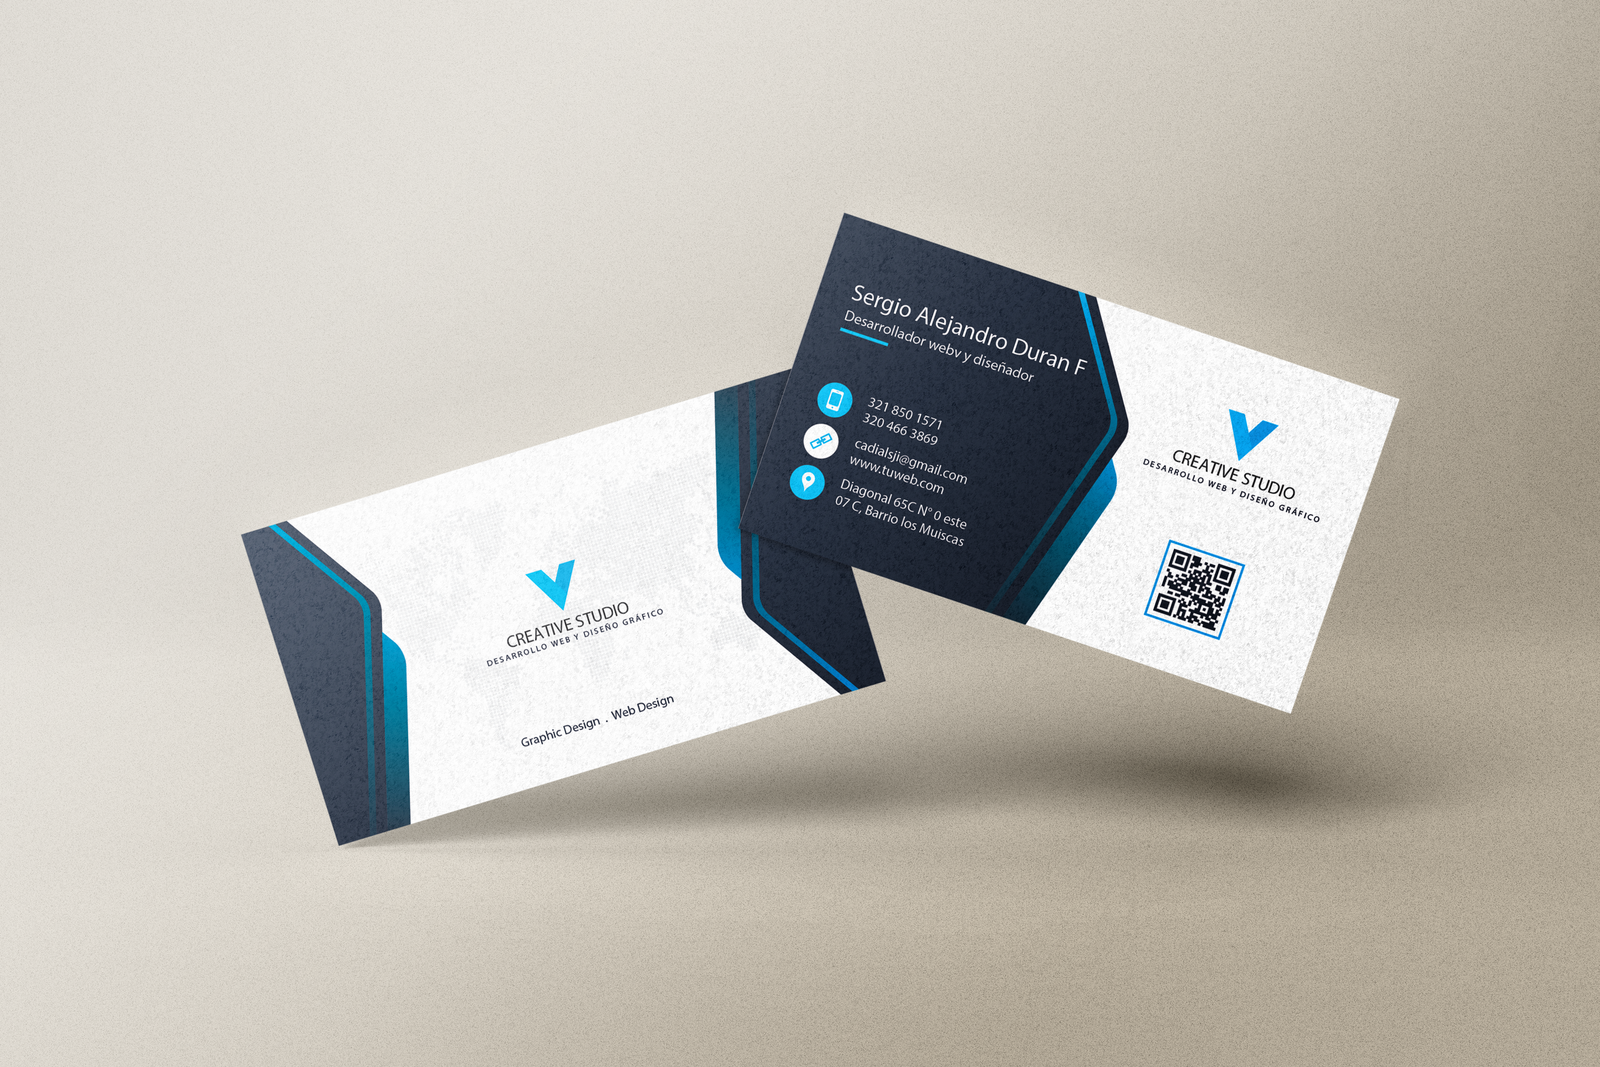 Sergio Alejandro Duran F
Desarrollador webv y diseñador
321 850 1571
320 466 3869
cadialsji@gmail.com
www.tuweb.com
Diagonal 65C N° 0 este
07 C, Barrio los Muiscas
CREATIVE STUDIO
DESARROLLO WEB Y DISEÑO GRÁFICO
CREATIVE STUDIO
DESARROLLO WEB Y DISEÑO GRÁFICO
Graphic Design . Web Design